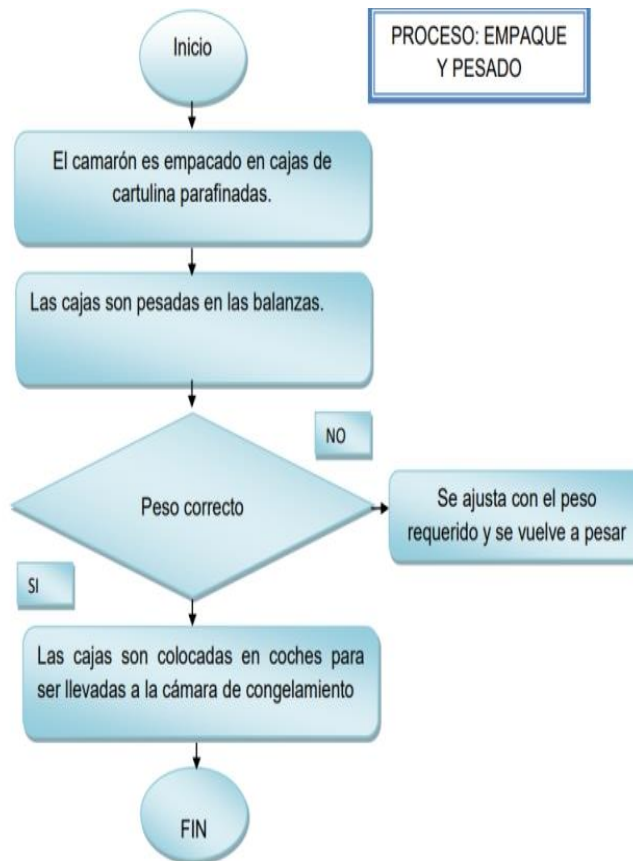 Inicio
PROCESO: EMPAQUE
Y PESADO
El camarón es empacado en cajas de
cartulina parafinadas.
Las cajas son pesadas en las balanzas.
NO
Peso correcto
Se ajusta con el peso
requerido y se vuelve a pesar
SI
Las cajas son colocadas en coches para
ser llevadas a la cámara de congelamiento
FIN